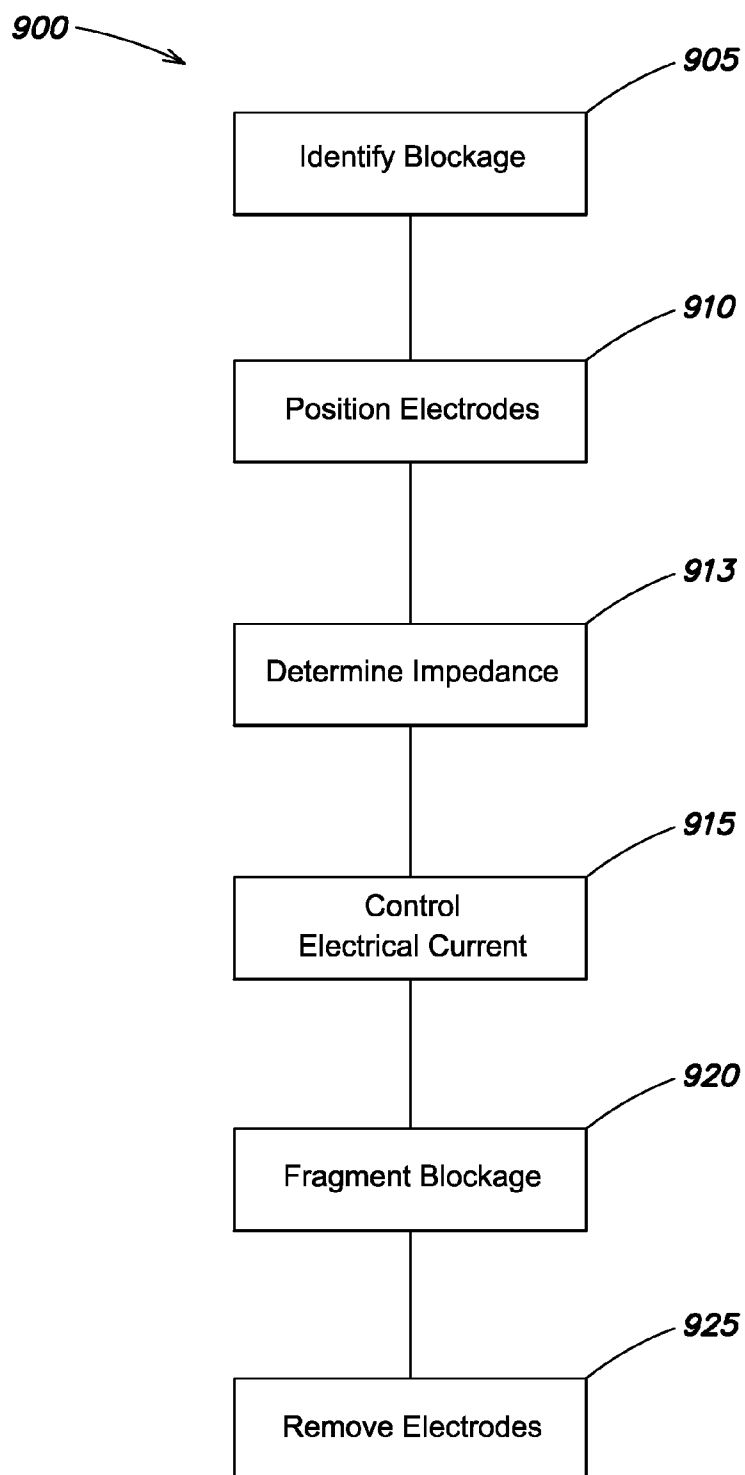 900
905
Identify Blockage
910
Position Electrodes
913
Determine Impedance
915
Control
Electrical Current
920
Fragment Blockage
925
Remove Electrodes